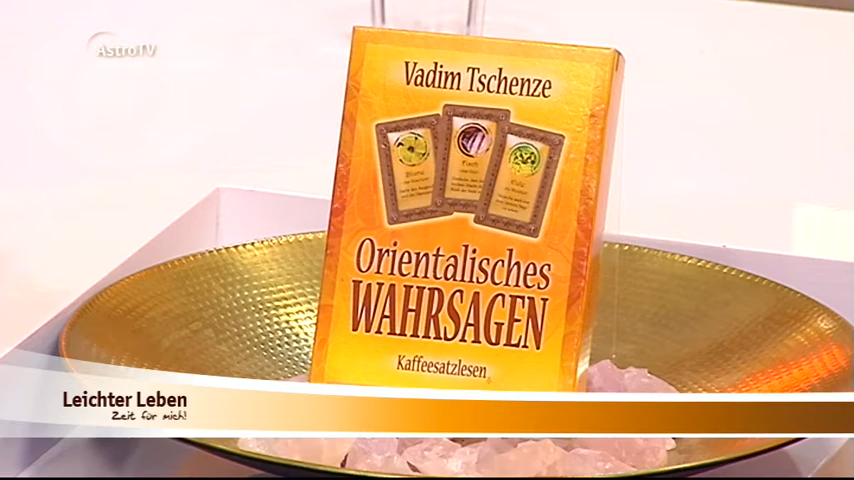 AstroTV
Vadim Tschenze
Orientalisches
WAHRSAGEN
Kaffeesatzlesen
Leichter Leben
Zeit für mich!